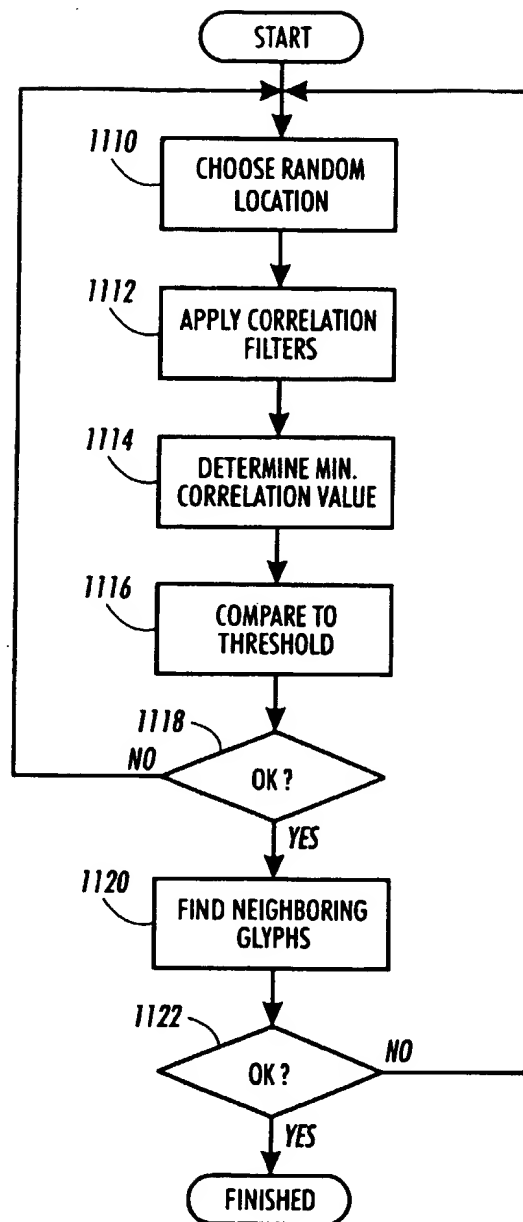 START
1110
CHOOSE RANDOM
LOCATION
1112
APPLY CORRELATION
FILTERS
1114
DETERMINE MIN.
CORRELATION VALUE
1116
COMPARE TO
THRESHOLD
1118
NO
OK?
YES
1120
FIND NEIGHBORING
GLYPHS
1122
OK?
NO
YES
FINISHED